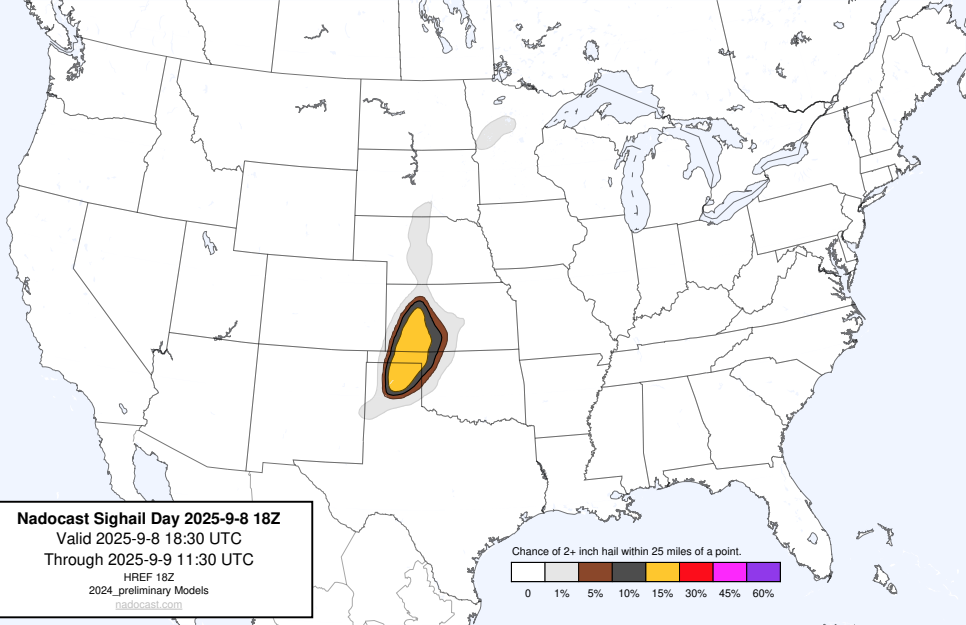 Nadocast Sighail Day 2025-9-8 18Z
Valid 2025-9-8 18:30 UTC
Through 2025-9-9 11:30 UTC
HREF 18Z
2024_preliminary Models
nadocast.com
Chance of 2+ inch hail within 25 miles of a point.
0 1% 5% 10% 15% 30% 45% 60%